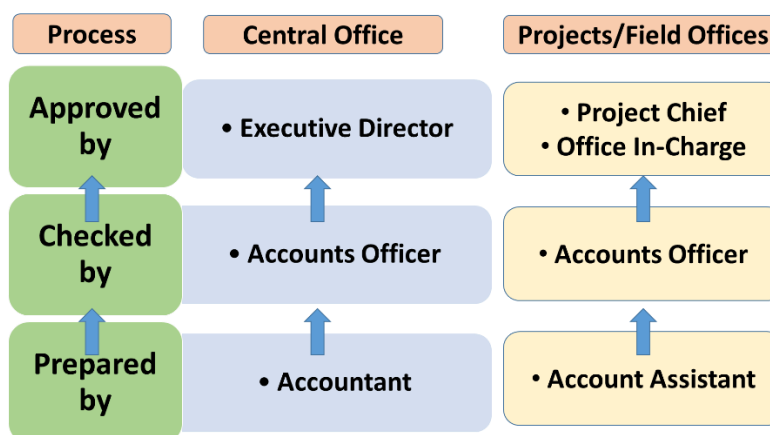 Process
Central Office
Projects/Field Offices
Approved
by
• Executive Director
• Project Chief
• Office In-Charge
Checked
by
• Accounts Officer
• Accounts Officer
Prepared
by
• Accountant
• Account Assistant